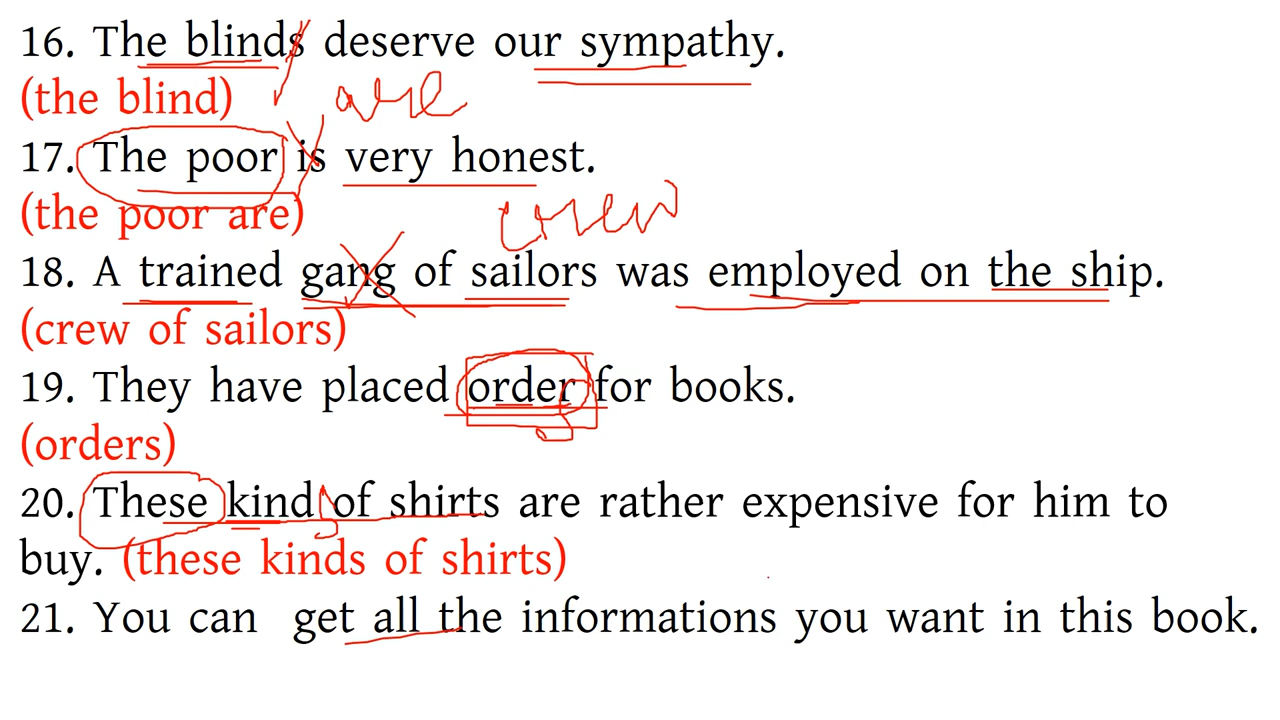 16. The blinds deserve our sympathy.
(the blind) are
17. The poor is very honest.
(the poor are) crew
18. A trained gang of sailors was employed on the ship.
(crew of sailors)
19. They have placed order for books.
s
(orders)
20. These kind s of shirts are rather expensive for him to
buy. (these kinds of shirts)
21. You can get all the informations you want in this book.